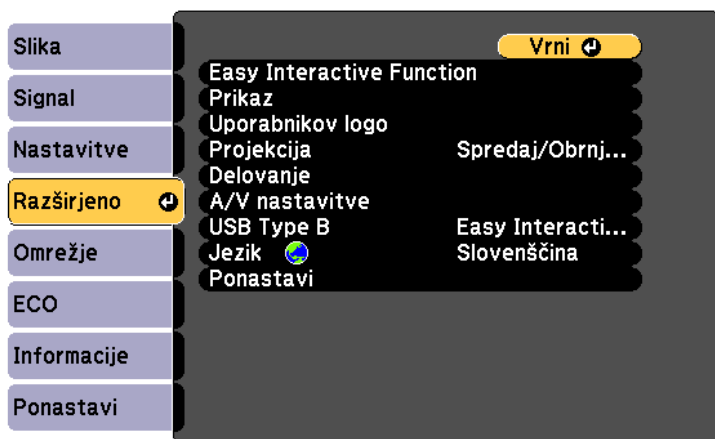 Slika
Signal
Nastavitve
Razširjeno
Omrežje
ECO
Informacije
Ponastavi
Vrni
Easy Interactive Function
Prikaz
Uporabnikov logo
Projekcija Spredaj/Obrnj...
Delovanje
A/V nastavitve
USB Type B Easy Interacti...
Jezik Slovenščina
Ponastavi